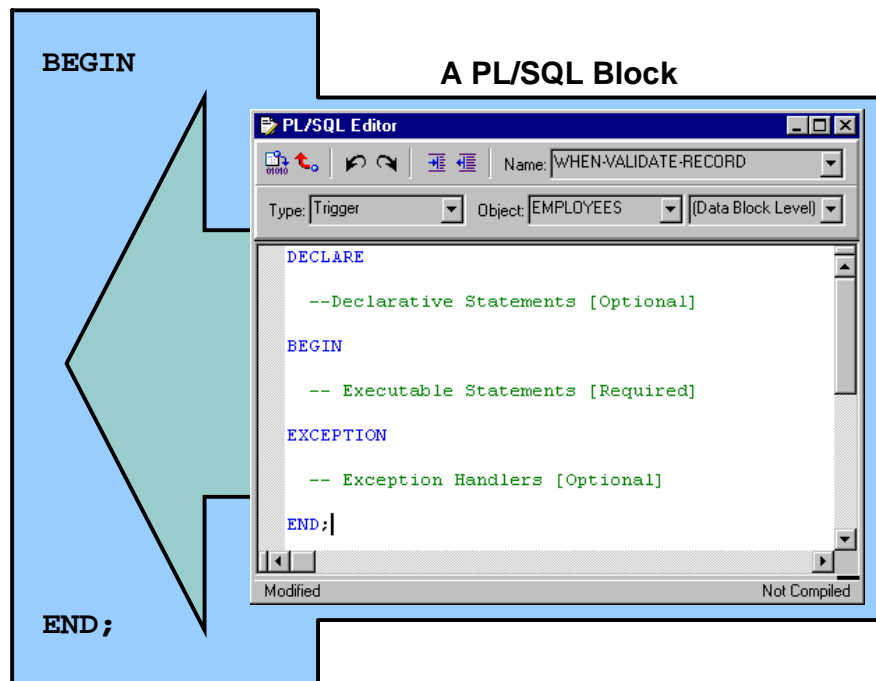 BEGIN
A PL/SQL Block
PL/SQL Editor
01010
Name: WHEN-VALIDATE-RECORD
Type: Trigger Object: EMPLOYEES (Data Block Level)
DECLARE
--Declarative Statements [Optional]
BEGIN
-- Executable Statements [Required]
EXCEPTION
-- Exception Handlers [Optional]
END;
Modified Not Compiled
END;